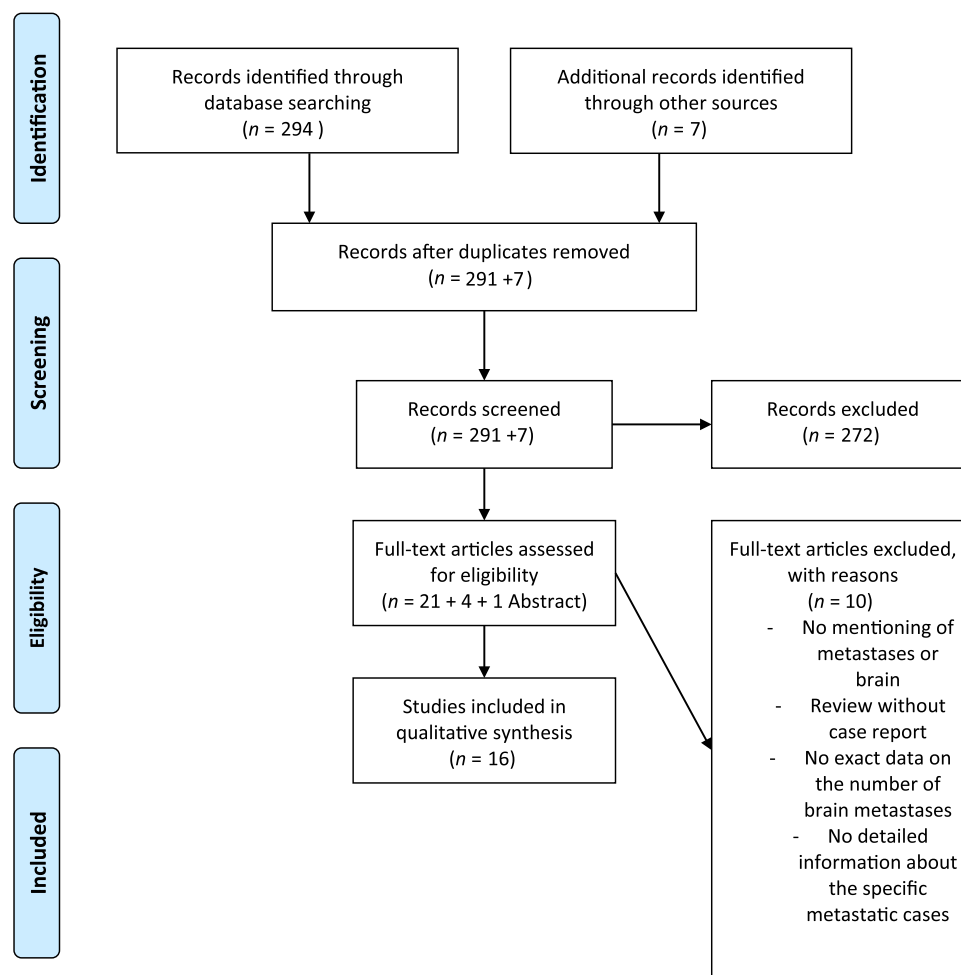 Identification
Records identified through
database searching
(n = 294 )
Additional records identified
through other sources
(n = 7)
Records after duplicates removed
(n = 291 +7 )
Screening
Records screened
(n = 291 +7)
Records excluded
(n = 272)
Eligibility
Full-text articles assessed
for eligibility
(n = 21 + 4 + 1 Abstract)
Full-text articles excluded,
with reasons
(n = 10)
- No mentioning of
metastases or
brain
- Review without
case report
- No exact data on
the number of
brain metastases
- No detailed
information about
the specific
metastatic cases
Studies included in
qualitative synthesis
(n = 16)
Included